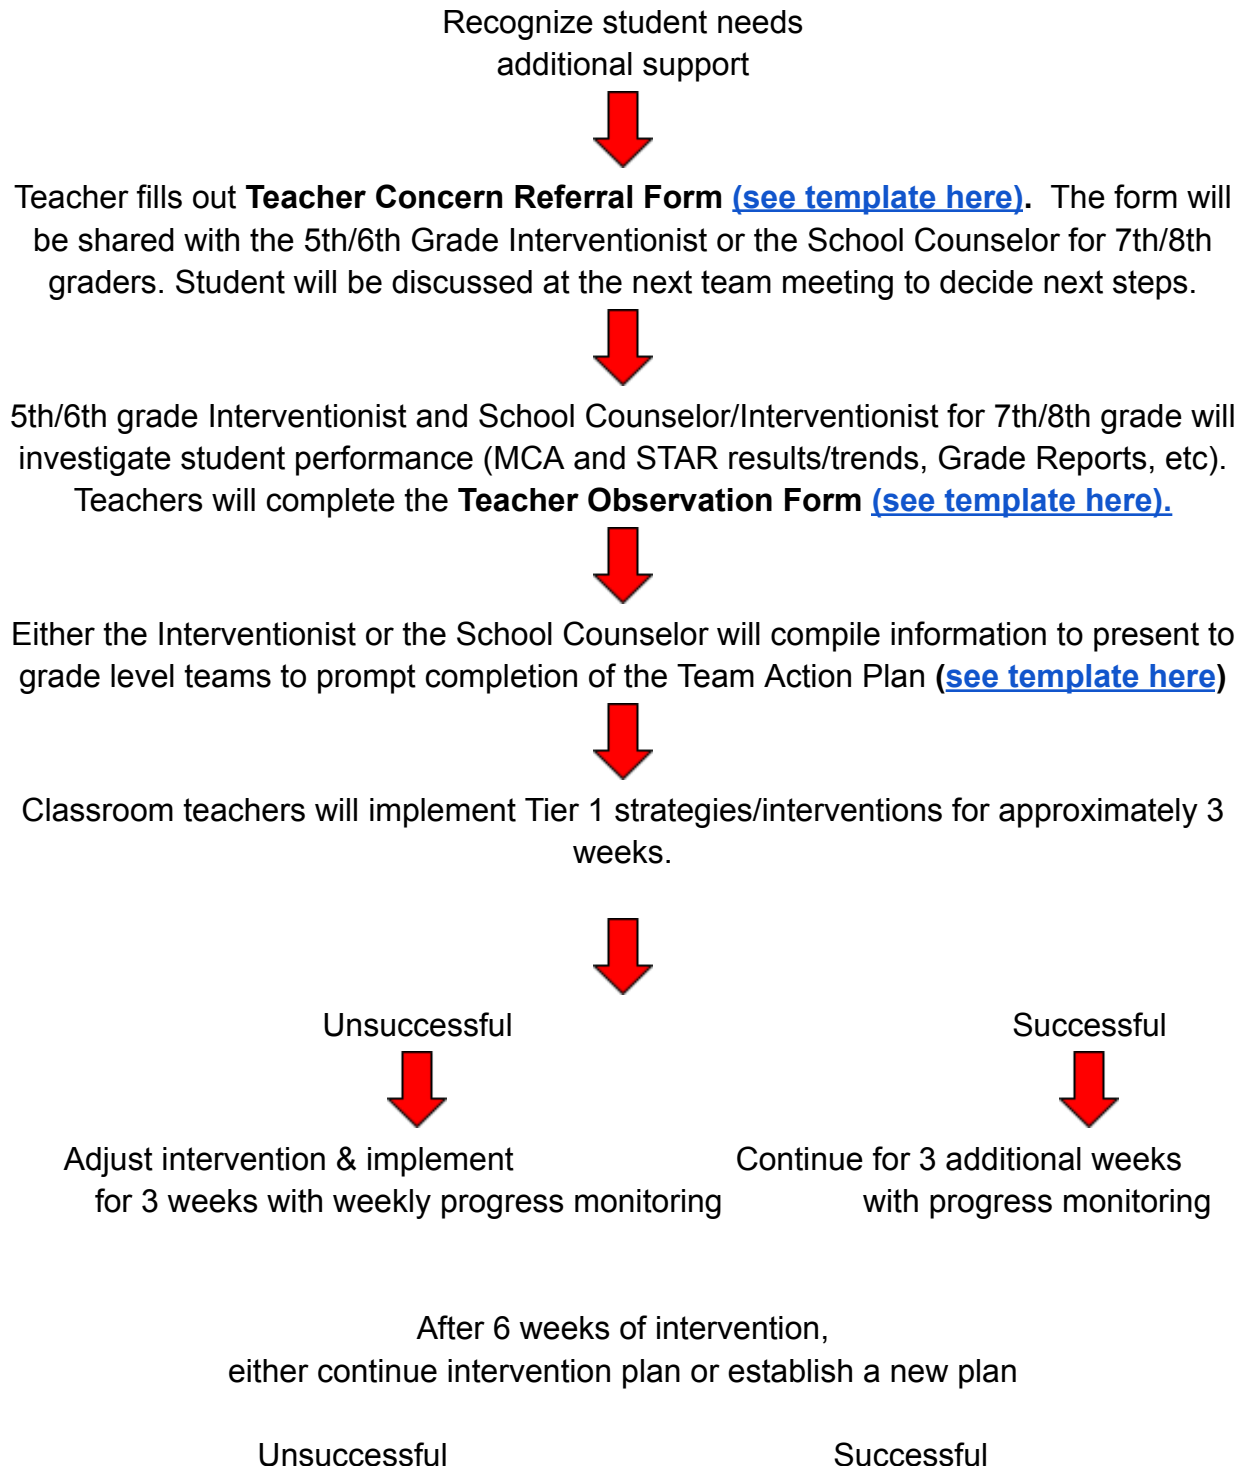 Recognize student needs
additional support
Teacher fills out Teacher Concern Referral Form (see template here). The form will
be shared with the 5th/6th Grade Interventionist or the School Counselor for 7th/8th
graders. Student will be discussed at the next team meeting to decide next steps.
5th/6th grade Interventionist and School Counselor/Interventionist for 7th/8th grade will
investigate student performance (MCA and STAR results/trends, Grade Reports, etc).
Teachers will complete the Teacher Observation Form (see template here).
Either the Interventionist or the School Counselor will compile information to present to
grade level teams to prompt completion of the Team Action Plan (see template here)
Classroom teachers will implement Tier 1 strategies/interventions for approximately 3
weeks.
Unsuccessful
Successful
Adjust intervention & implement
for 3 weeks with weekly progress monitoring
Continue for 3 additional weeks
with progress monitoring
After 6 weeks of intervention,
either continue intervention plan or establish a new plan
Unsuccessful
Successful